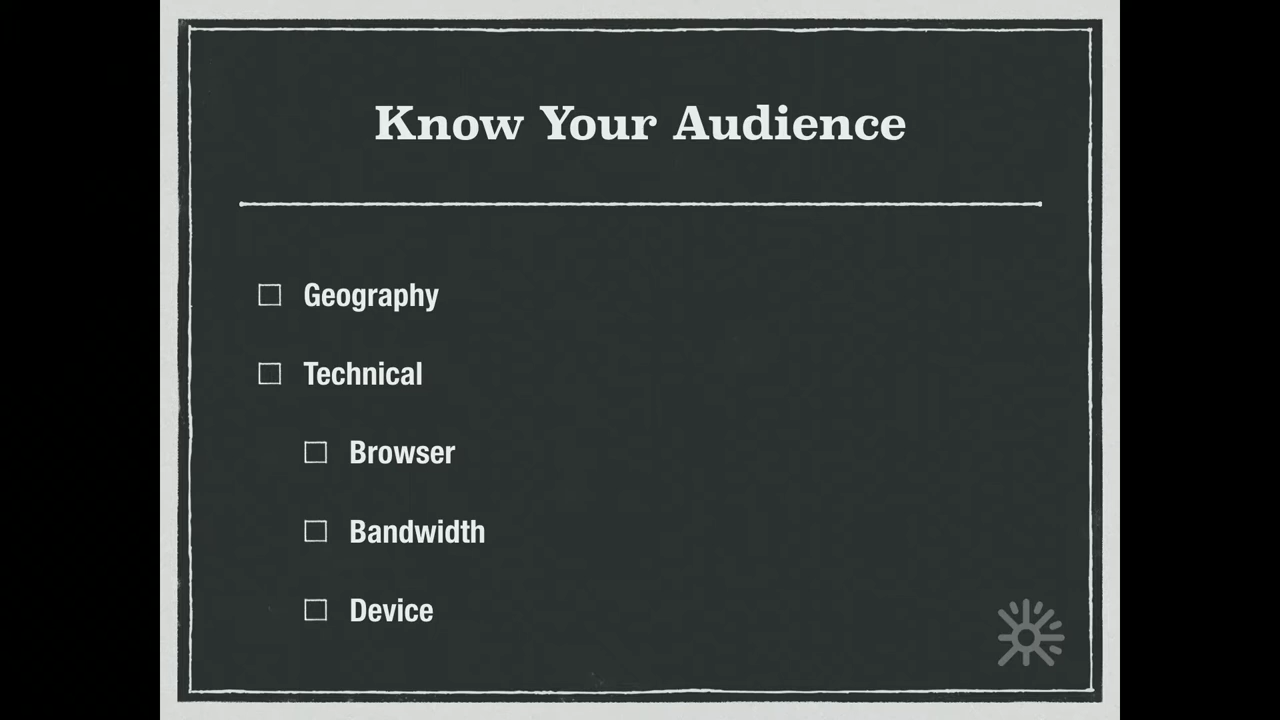 Know Your Audience
Geography
Technical
Browser
Bandwidth
Device